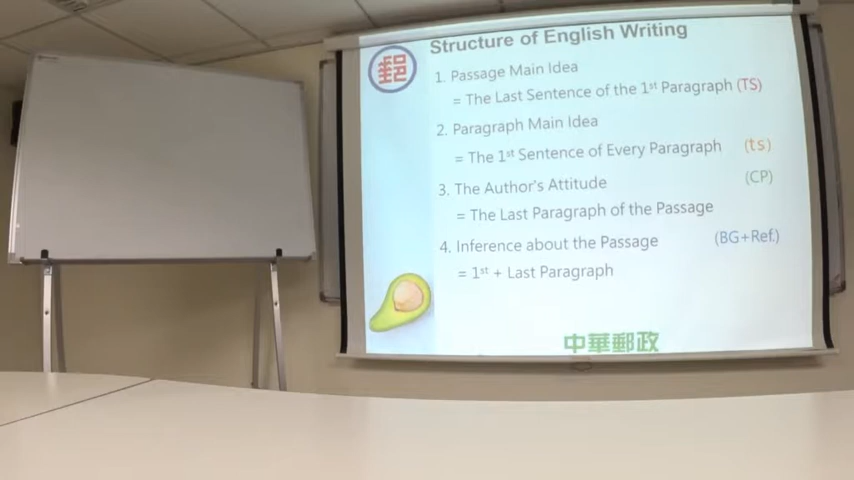 Structure of English Writing
郵
1. Passage Main Idea
= The Last Sentence of the 1st Paragraph (TS)
2. Paragraph Main Idea
= The 1st Sentence of Every Paragraph (ts)
3. The Author's Attitude (CP)
= The Last Paragraph of the Passage
4. Inference about the Passage (BG+Ref.)
= 1st + Last Paragraph
中華郵政